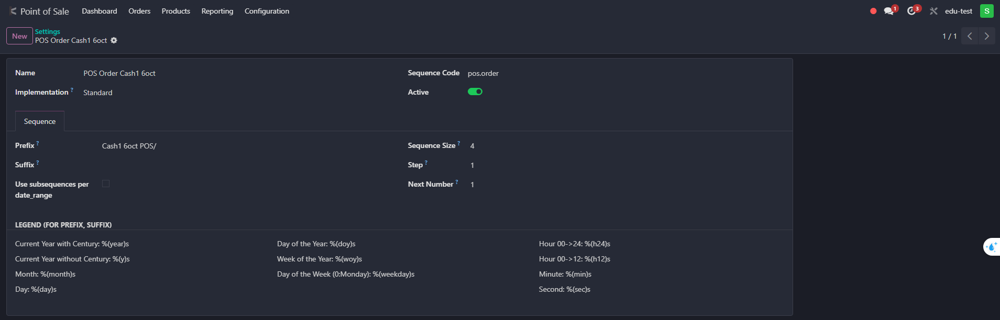 Point of Sale Dashboard Orders Products Reporting Configuration 1 3 edu-test S
New Settings
POS Order Cash1 6oct 1 / 1
Name POS Order Cash1 6oct Sequence Code pos.order
Implementation ? Standard Active
Sequence
Prefix ? Cash1 6oct POS/ Sequence Size ? 4
Suffix ? Step ? 1
Use subsequences per Next Number ? 1
date_range
LEGEND (FOR PREFIX, SUFFIX)
Current Year with Century: %(year)s Day of the Year: %(doy)s Hour 00->24: %(h24)s
Current Year without Century: %(y)s Week of the Year: %(woy)s Hour 00->12: %(h12)s
Month: %(month)s Day of the Week (0:Monday): %(weekday)s Minute: %(min)s
Day: %(day)s Second: %(sec)s